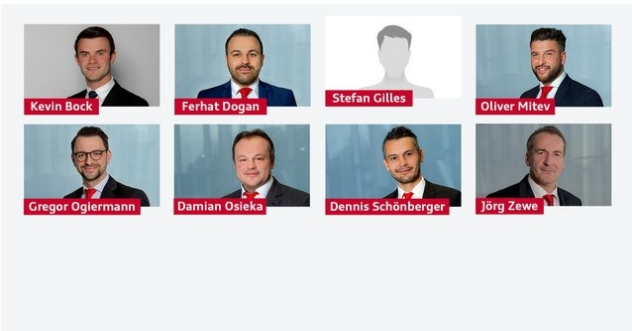 Kevin Bock
Ferhat Dogan
Stefan Gilles
Oliver Mitev
Gregor Ogiermann
Damian Osieka
Dennis Schönberger
Jörg Zewe